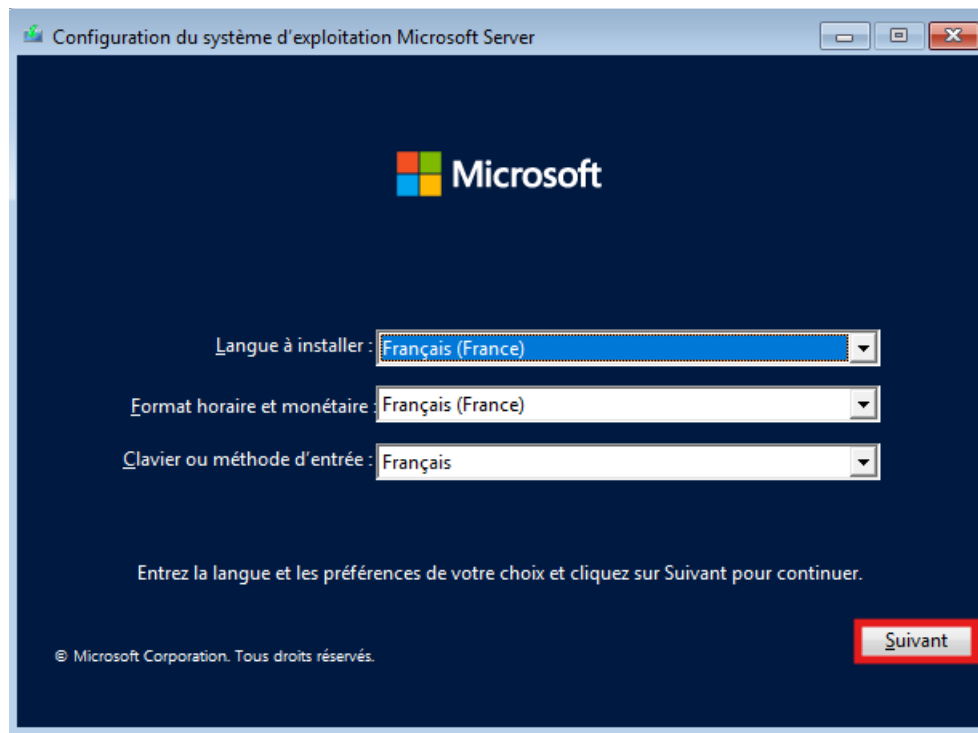 Configuration du système d'exploitation Microsoft Server
Microsoft
Langue à installer : Français (France)
Format horaire et monétaire : Français (France)
Clavier ou méthode d'entrée : Français
Entrez la langue et les préférences de votre choix et cliquez sur Suivant pour continuer.
Suivant
© Microsoft Corporation. Tous droits réservés.